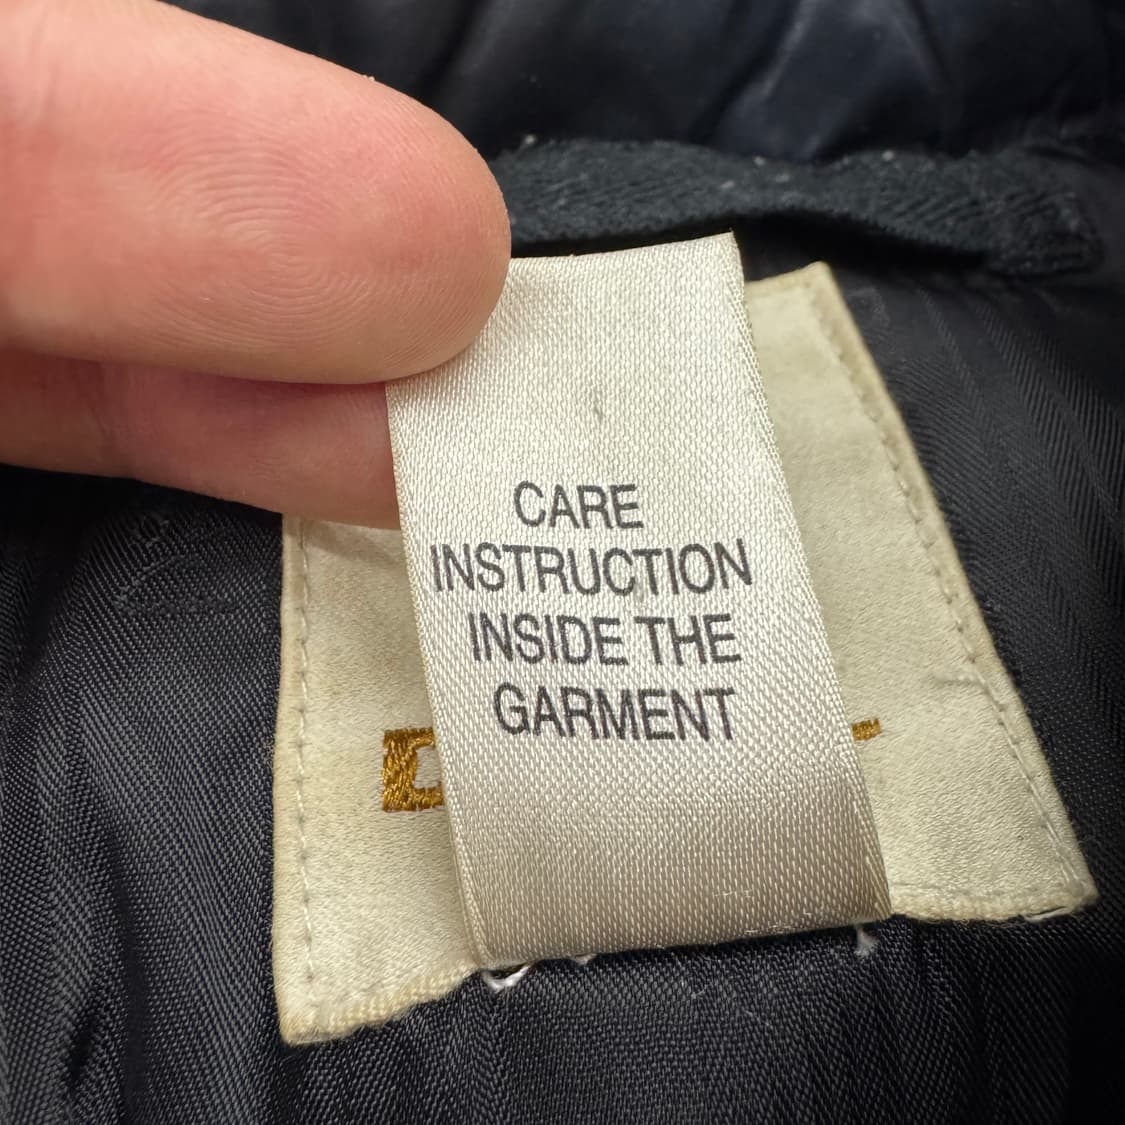 CARE
INSTRUCTION
INSIDE THE
GARMENT